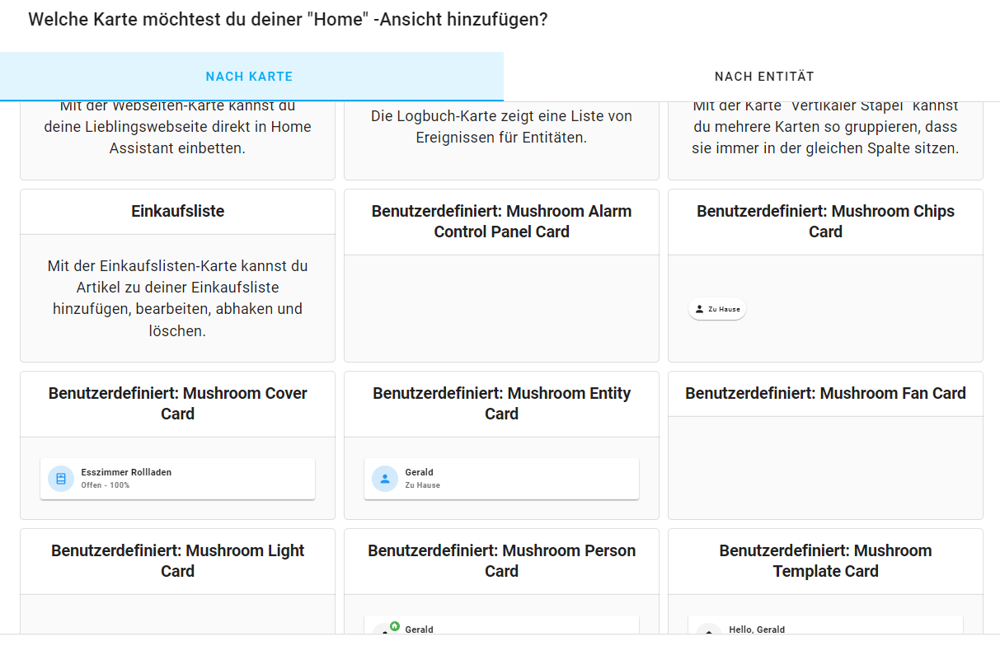 Welche Karte möchtest du deiner "Home" -Ansicht hinzufügen?
NACH KARTE
NACH ENTITÄT
Mit der Webseiten-Karte kannst du
deine Lieblingswebseite direkt in Home
Assistant einbetten.
Die Logbuch-Karte zeigt eine Liste von
Ereignissen für Entitäten.
Mit der Karte "Vertikaler Stapel" kannst
du mehrere Karten so gruppieren, dass
sie immer in der gleichen Spalte sitzen.
Einkaufsliste
Mit der Einkaufslisten-Karte kannst du
Artikel zu deiner Einkaufsliste
hinzufügen, bearbeiten, abhaken und
löschen.
Benutzerdefiniert: Mushroom Alarm
Control Panel Card
Benutzerdefiniert: Mushroom Chips
Card
Zu Hause
Benutzerdefiniert: Mushroom Cover
Card
Esszimmer Rollladen
Offen - 100%
Benutzerdefiniert: Mushroom Entity
Card
Gerald
Zu Hause
Benutzerdefiniert: Mushroom Fan Card
Benutzerdefiniert: Mushroom Light
Card
Benutzerdefiniert: Mushroom Person
Card
Gerald
Benutzerdefiniert: Mushroom
Template Card
Hello, Gerald